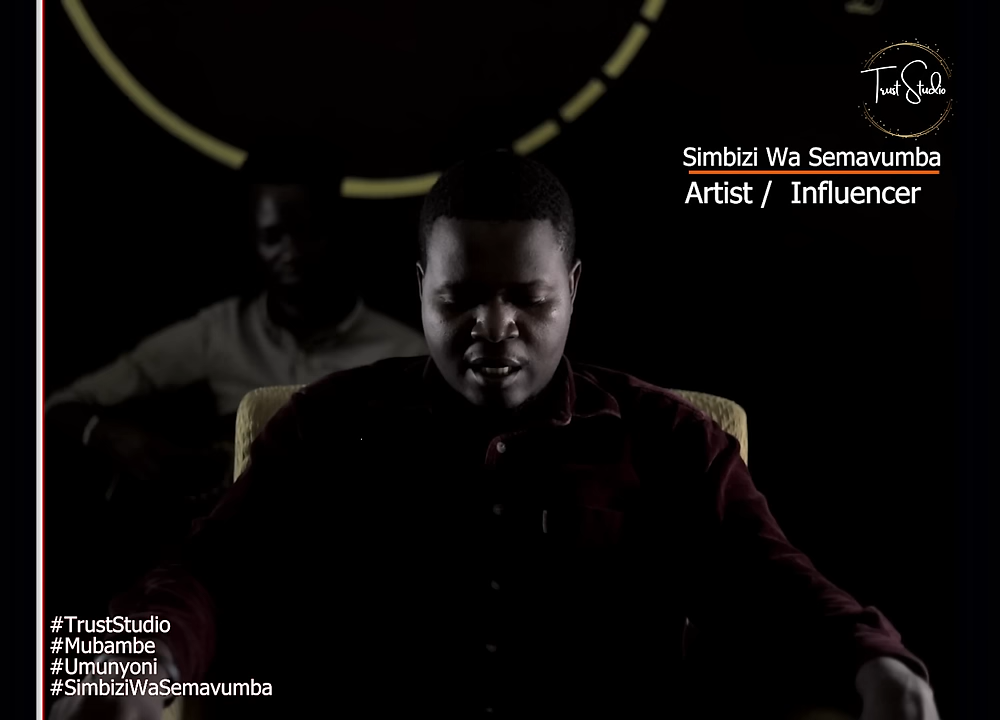 Trust Studio
Simbizi Wa Semavumba
Artist / Influencer
#TrustStudio
#Mubambe
#Umunyoni
#SimbiziWaSemavumba